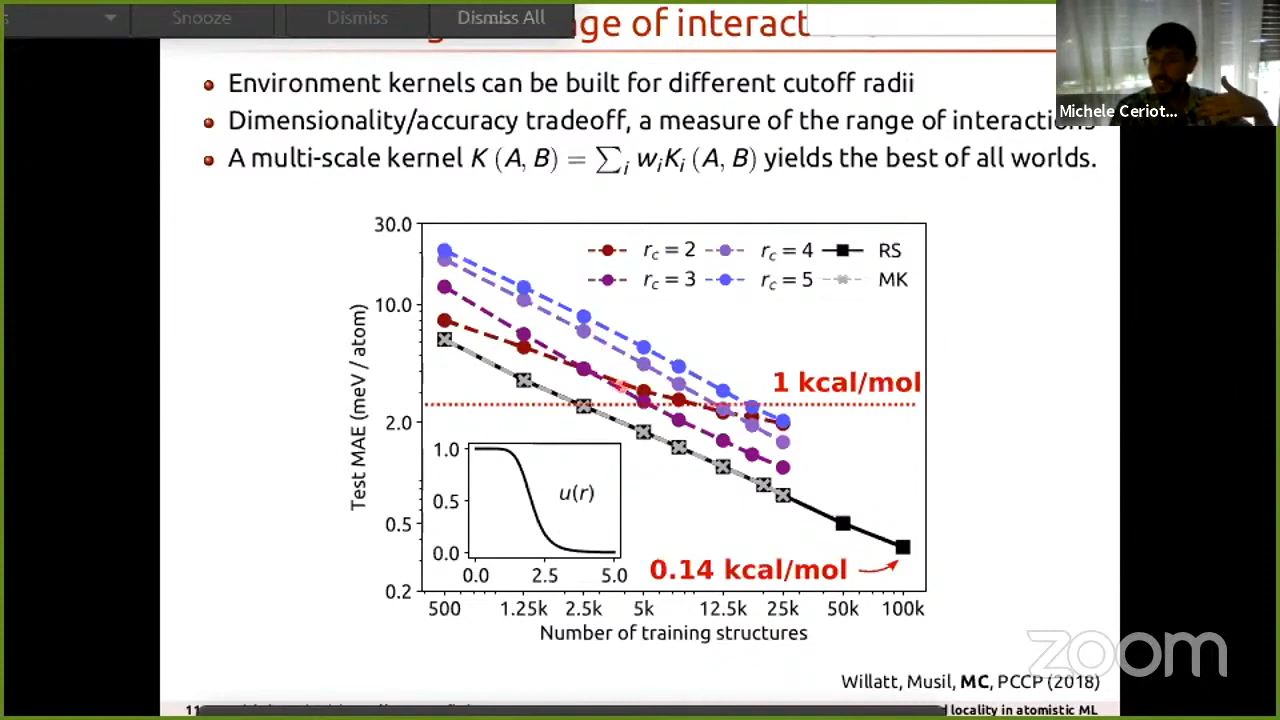 Snooze
Dismiss
Dismiss All
ge of interact
Michele Ceriot...
• Environment kernels can be built for different cutoff radii
• Dimensionality/accuracy tradeoff, a measure of the range of interactions
• A multi-scale kernel K (A, B) = ∑ᵢ wᵢKᵢ (A, B) yields the best of all worlds.
30.0
10.0
2.0
0.5
0.2
Test MAE (meV / atom)
r_c = 2
r_c = 4
RS
r_c = 3
r_c = 5
MK
1 kcal/mol
1.0
0.5
0.0
u(r)
0.0 2.5 5.0
0.14 kcal/mol
500 1.25k 2.5k 5k 12.5k 25k 50k 100k
Number of training structures
zoom
Willatt, Musil, MC, PCCP (2018)
11
locality in atomistic ML